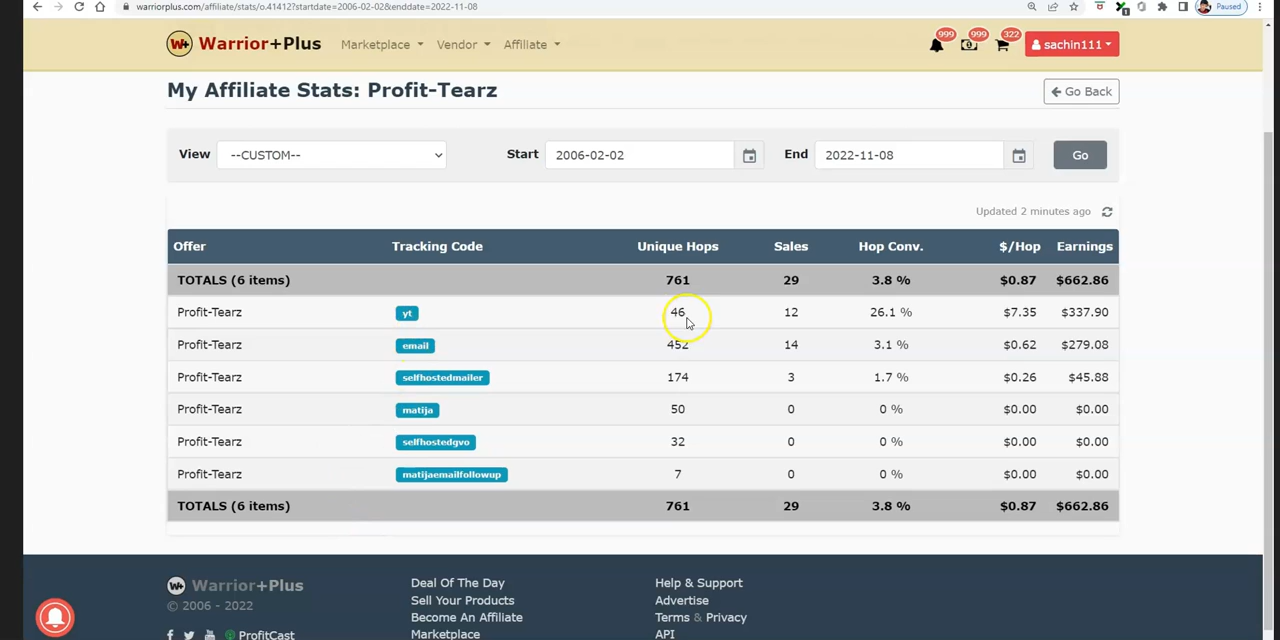 warriorplus.com/affiliate/stats/o.41412?startdate=2006-02-02&enddate=2022-11-08
1
Paused
W+ Warrior+Plus Marketplace Vendor Affiliate 999 999 322 sachin111
My Affiliate Stats: Profit-Tearz Go Back
View --CUSTOM-- Start 2006-02-02 End 2022-11-08 Go
Updated 2 minutes ago
Offer Tracking Code Unique Hops Sales Hop Conv. $/Hop Earnings
TOTALS (6 items) 761 29 3.8 % $0.87 $662.86
Profit-Tearz yt 46 12 26.1 % $7.35 $337.90
Profit-Tearz email 452 14 3.1 % $0.62 $279.08
Profit-Tearz selfhostedmailer 174 3 1.7 % $0.26 $45.88
Profit-Tearz matija 50 0 0 % $0.00 $0.00
Profit-Tearz selfhostedgvo 32 0 0 % $0.00 $0.00
Profit-Tearz matijaemailfollowup 7 0 0 % $0.00 $0.00
TOTALS (6 items) 761 29 3.8 % $0.87 $662.86
W+ Warrior+Plus Deal Of The Day Help & Support
© 2006 - 2022 Sell Your Products Advertise
Become An Affiliate Terms & Privacy
ProfitCast Marketplace API